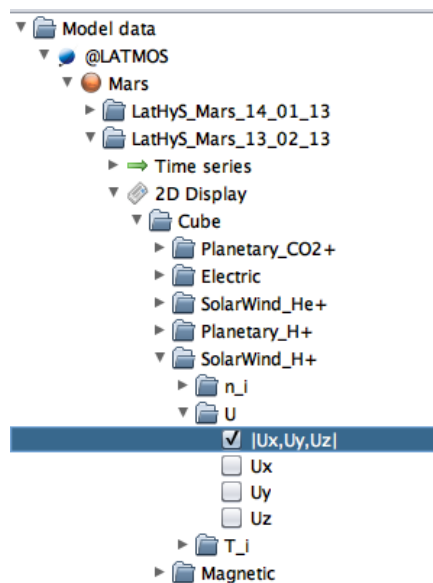 Model data
@LATMOS
Mars
LatHyS_Mars_14_01_13
LatHyS_Mars_13_02_13
Time series
2D Display
Cube
Planetary_CO2+
Electric
SolarWind_He+
Planetary_H+
SolarWind_H+
n_i
U
|Ux,Uy,Uz|
Ux
Uy
Uz
T_i
Magnetic